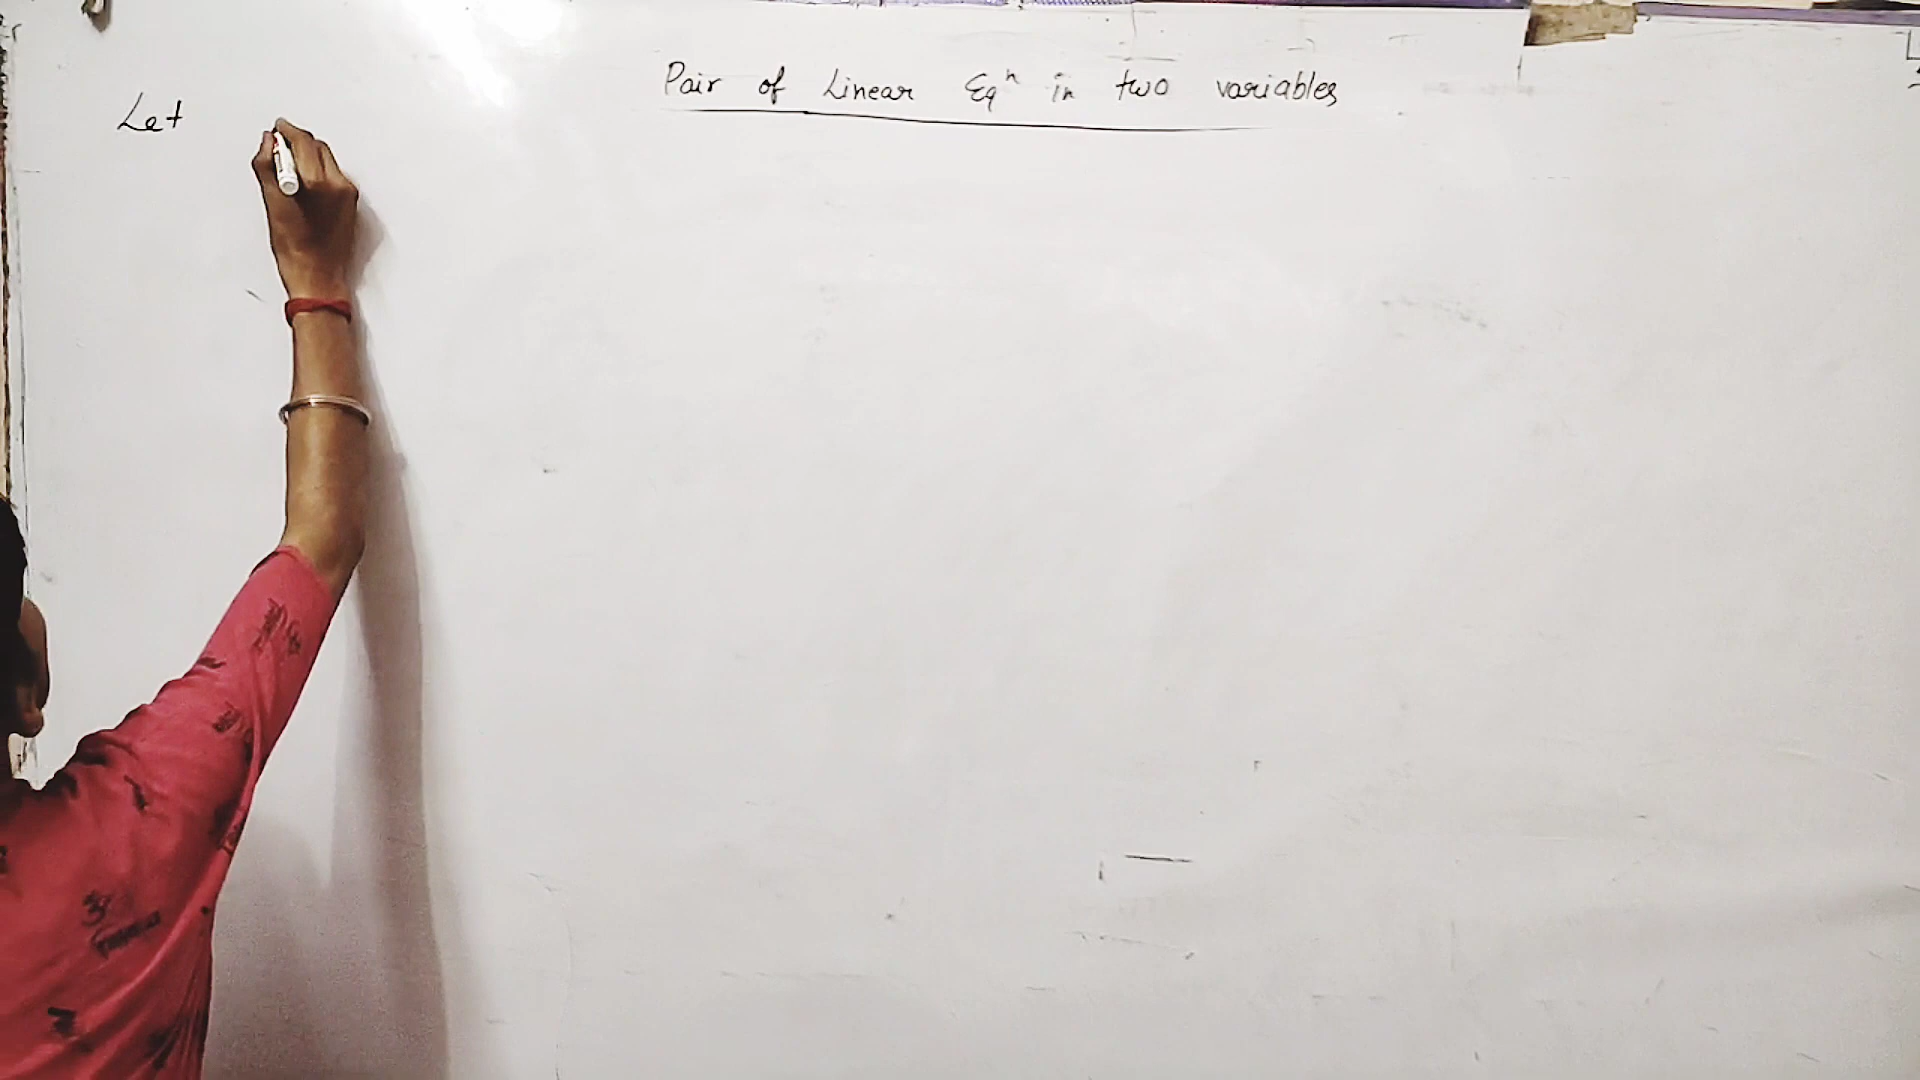 Pair of Linear Eqⁿ in two variables
Let